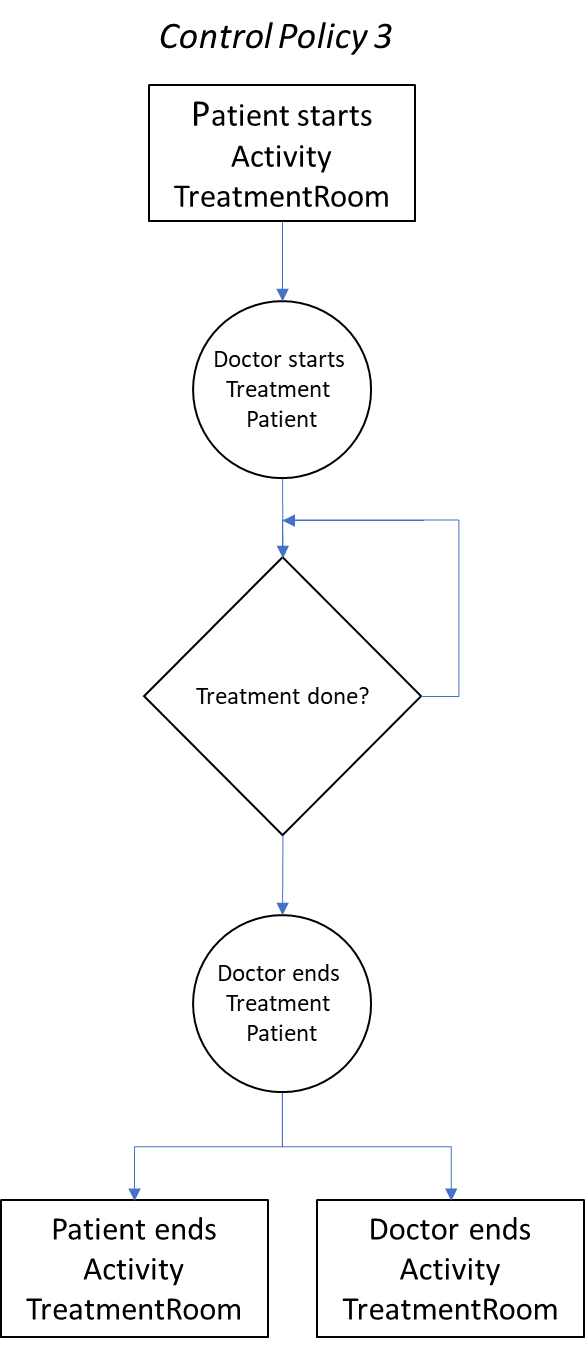 Control Policy 3
Patient starts
Activity
TreatmentRoom
Doctor starts
Treatment
Patient
Treatment done?
Doctor ends
Treatment
Patient
Patient ends
Activity
TreatmentRoom
Doctor ends
Activity
TreatmentRoom